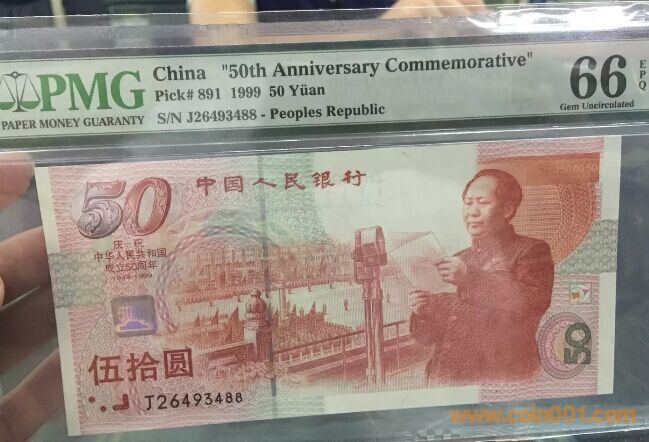 PMG
PAPER MONEY GUARANTY
China "50th Anniversary Commemorative"
Pick# 891 1999 50 Yüan
S/N J26493488 - Peoples Republic
66
Gem Uncirculated
EPQ
50
中国人民银行
庆祝
中华人民共和国
成立50周年
1949-1999
伍拾圆
J26493488
50
www.coin001.com